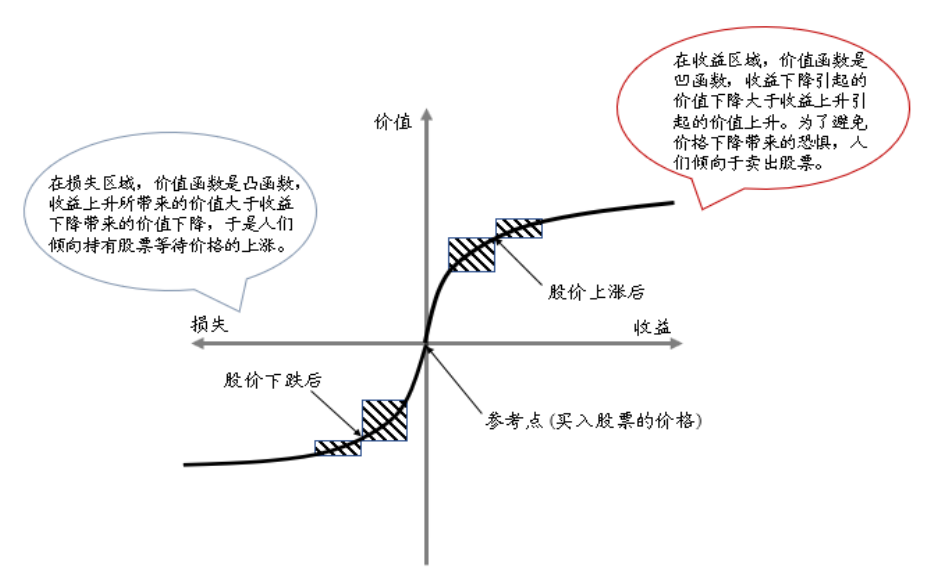 在收益区域，价值函数是
凹函数，收益下降引起的
价值下降大于收益上升引
起的价值上升。为了避免
价格下降带来的恐惧，人
们倾向于卖出股票。
价值
在损失区域，价值函数是凸函数，
收益上升所带来的价值大于收益
下降带来的价值下降，于是人们
倾向持有股票等待价格的上涨。
股价上涨后
损失
收益
股价下跌后
参考点(买入股票的价格)